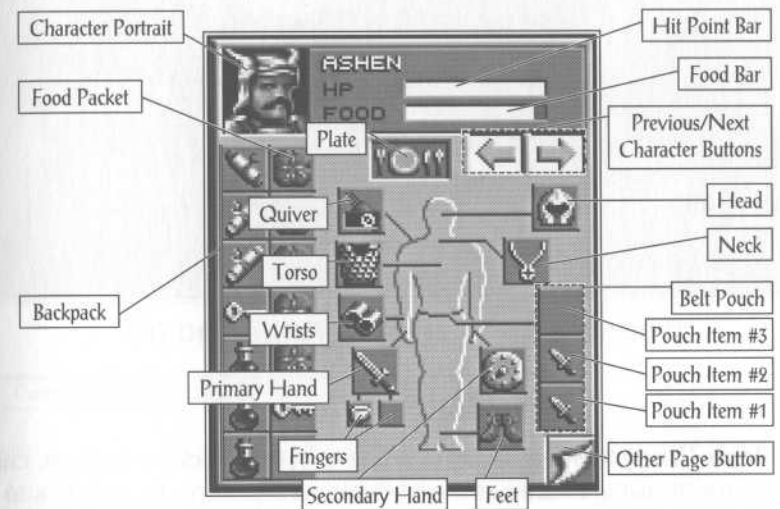 Character Portrait
Hit Point Bar
ASHEN
HP
FOOD
Food Bar
Food Packet
Plate
Previous/Next
Character Buttons
Quiver
Head
Torso
Neck
Backpack
Belt Pouch
Wrists
Pouch Item #3
Primary Hand
Pouch Item #2
Pouch Item #1
Fingers
Other Page Button
Secondary Hand
Feet